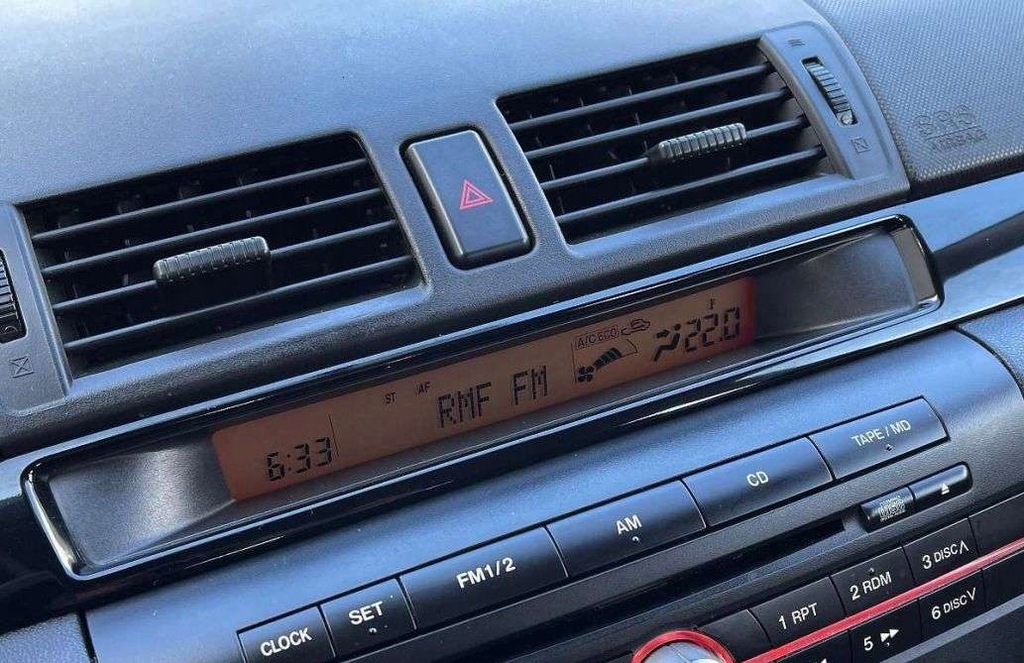 SRS
AIRBAG
A/C ECO
22.0
ST AF
RMF FM
6:33
TAPE / MD
CD
AM
FM1/2
SET
CLOCK
3 DISC∧
2 RDM
1 RPT
6 DISC∨
5 ▶▶